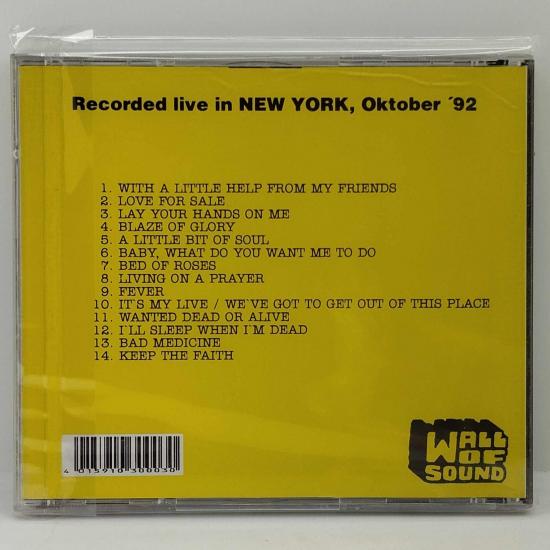 Recorded live in NEW YORK, Oktober ´92
1. WITH A LITTLE HELP FROM MY FRIENDS
2. LOVE FOR SALE
3. LAY YOUR HANDS ON ME
4. BLAZE OF GLORY
5. A LITTLE BIT OF SOUL
6. BABY, WHAT DO YOU WANT ME TO DO
7. BED OF ROSES
8. LIVING ON A PRAYER
9. FEVER
10. IT'S MY LIVE / WE'VE GOT TO GET OUT OF THIS PLACE
11. WANTED DEAD OR ALIVE
12. I'LL SLEEP WHEN I'M DEAD
13. BAD MEDICINE
14. KEEP THE FAITH
WALL
OF
SOUND
4 015910 300030